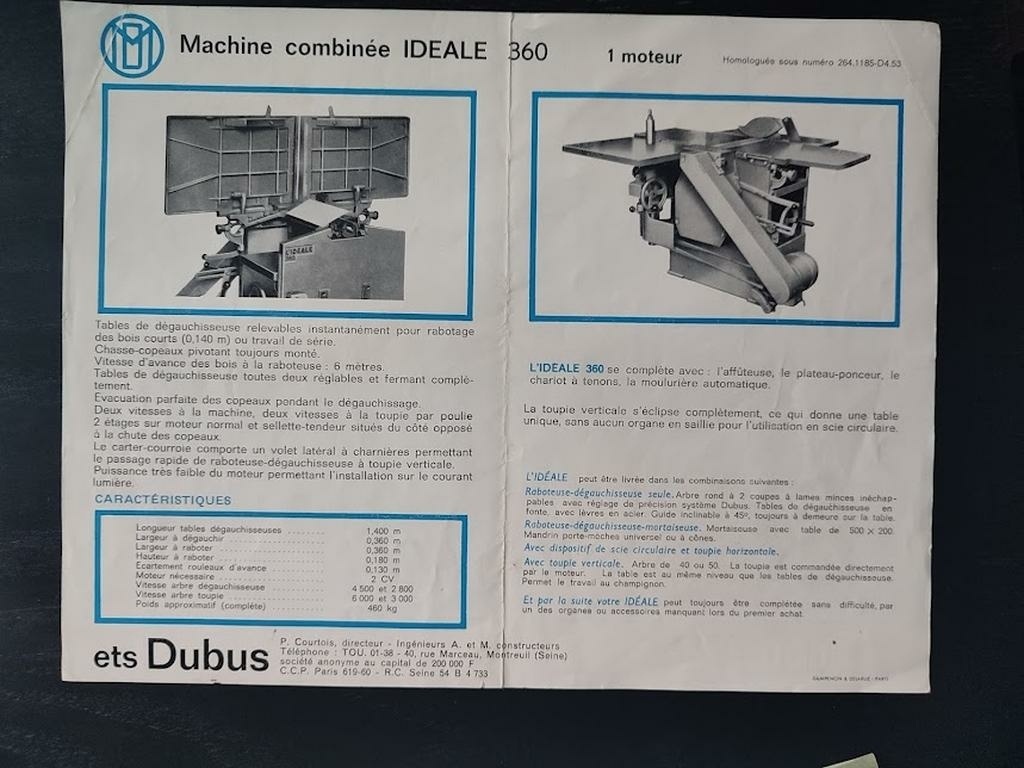 Machine combinée IDEALE 360
1 moteur
Homologuée sous numéro 264.1185-D4.53
L'IDEALE
360
Tables de dégauchisseuse relevables instantanément pour rabotage
des bois courts (0,140 m) ou travail de série.
Chasse-copeaux pivotant toujours monté.
Vitesse d'avance des bois à la raboteuse : 6 mètres.
Tables de dégauchisseuse toutes deux réglables et fermant complè-
tement.
Evacuation parfaite des copeaux pendant le dégauchissage.
Deux vitesses à la machine, deux vitesses à la toupie par poulie
2 étages sur moteur normal et sellette-tendeur situés du côté opposé
à la chute des copeaux.
Le carter-courroie comporte un volet latéral à charnières permettant
le passage rapide de raboteuse-dégauchisseuse à toupie verticale.
Puissance très faible du moteur permettant l'installation sur le courant
lumière.
CARACTÉRISTIQUES
Longueur tables dégauchisseuses ........ 1,400 m
Largeur à dégauchir ........ 0,360 m
Largeur à raboter ........ 0,360 m
Hauteur à raboter ........ 0,180 m
Ecartement rouleaux d'avance ........ 0,130 m
Moteur nécessaire ........ 2 CV
Vitesse arbre dégauchisseuse ........ 4 500 et 2 800
Vitesse arbre toupie ........ 6 000 et 3 000
Poids approximatif (complète) ........ 460 kg
L'IDEALE 360 se complète avec : l'affûteuse, le plateau-ponceur, le
chariot à tenons, la moulurière automatique.
La toupie verticale s'éclipse complètement, ce qui donne une table
unique, sans aucun organe en saillie pour l'utilisation en scie circulaire.
L'IDÉALE peut être livrée dans les combinaisons suivantes :
Raboteuse-dégauchisseuse seule. Arbre rond à 2 coupes à lames minces inéchap-
pables avec réglage de précision système Dubus. Tables de dégauchisseuse en
fonte, avec lèvres en acier. Guide inclinable à 45°, toujours à demeure sur la table.
Raboteuse-dégauchisseuse-mortaiseuse. Mortaiseuse avec table de 500 × 200.
Mandrin porte-mèches universel ou à cônes.
Avec dispositif de scie circulaire et toupie horizontale.
Avec toupie verticale. Arbre de 40 ou 50. La toupie est commandée directement
par le moteur. La table est au même niveau que les tables de dégauchisseuse.
Permet le travail au champignon.
Et par la suite votre IDÉALE peut toujours être complétée sans difficulté, par
un des organes ou accessoires manquant lors du premier achat.
ets Dubus
P. Courtois, directeur - Ingénieurs A. et M. constructeurs
Téléphone : TOU. 01-38 - 40, rue Marceau, Montreuil (Seine)
société anonyme au capital de 200 000 F
C.C.P. Paris 619-60 - R.C. Seine 54 B 4 733